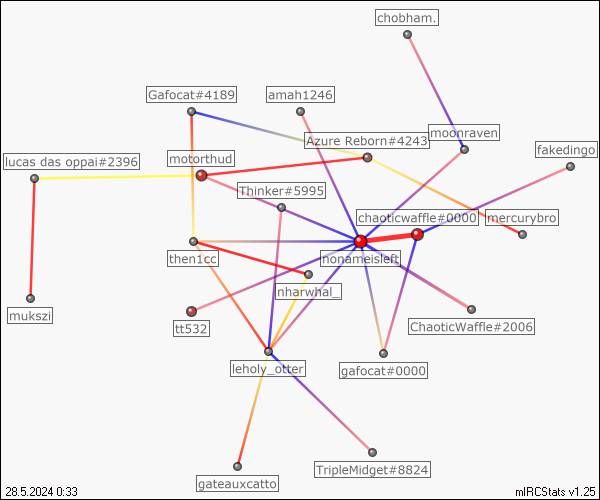 chobham.
Gafocat#4189
amah1246
Azure Reborn#4243
moonraven
lucas das oppai#2396
motorthud
fakedingo
Thinker#5995
chaoticwaffle#0000
mercurybro
then1cc
nonameisleft
nharwhal_
mukszi
tt532
ChaoticWaffle#2006
leholy_otter
gafocat#0000
gateauxcatto
TripleMidget#8824
28.5.2024 0:33
mIRCStats v1.25